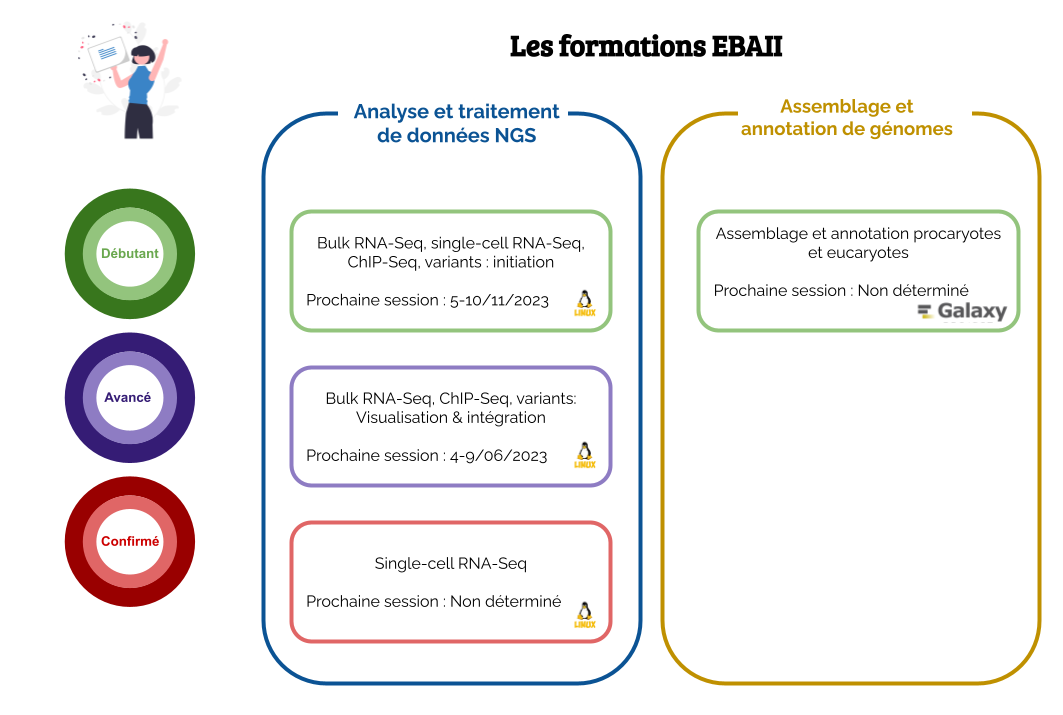 Les formations EBAII
Analyse et traitement
de données NGS
Assemblage et
annotation de génomes
Débutant
Bulk RNA-Seq, single-cell RNA-Seq,
ChIP-Seq, variants : initiation
Prochaine session : 5-10/11/2023
LINUX
Assemblage et annotation procaryotes
et eucaryotes
Prochaine session : Non déterminé
Galaxy
Avancé
Bulk RNA-Seq, ChIP-Seq, variants:
Visualisation & intégration
Prochaine session : 4-9/06/2023
LINUX
Confirmé
Single-cell RNA-Seq
Prochaine session : Non déterminé
LINUX